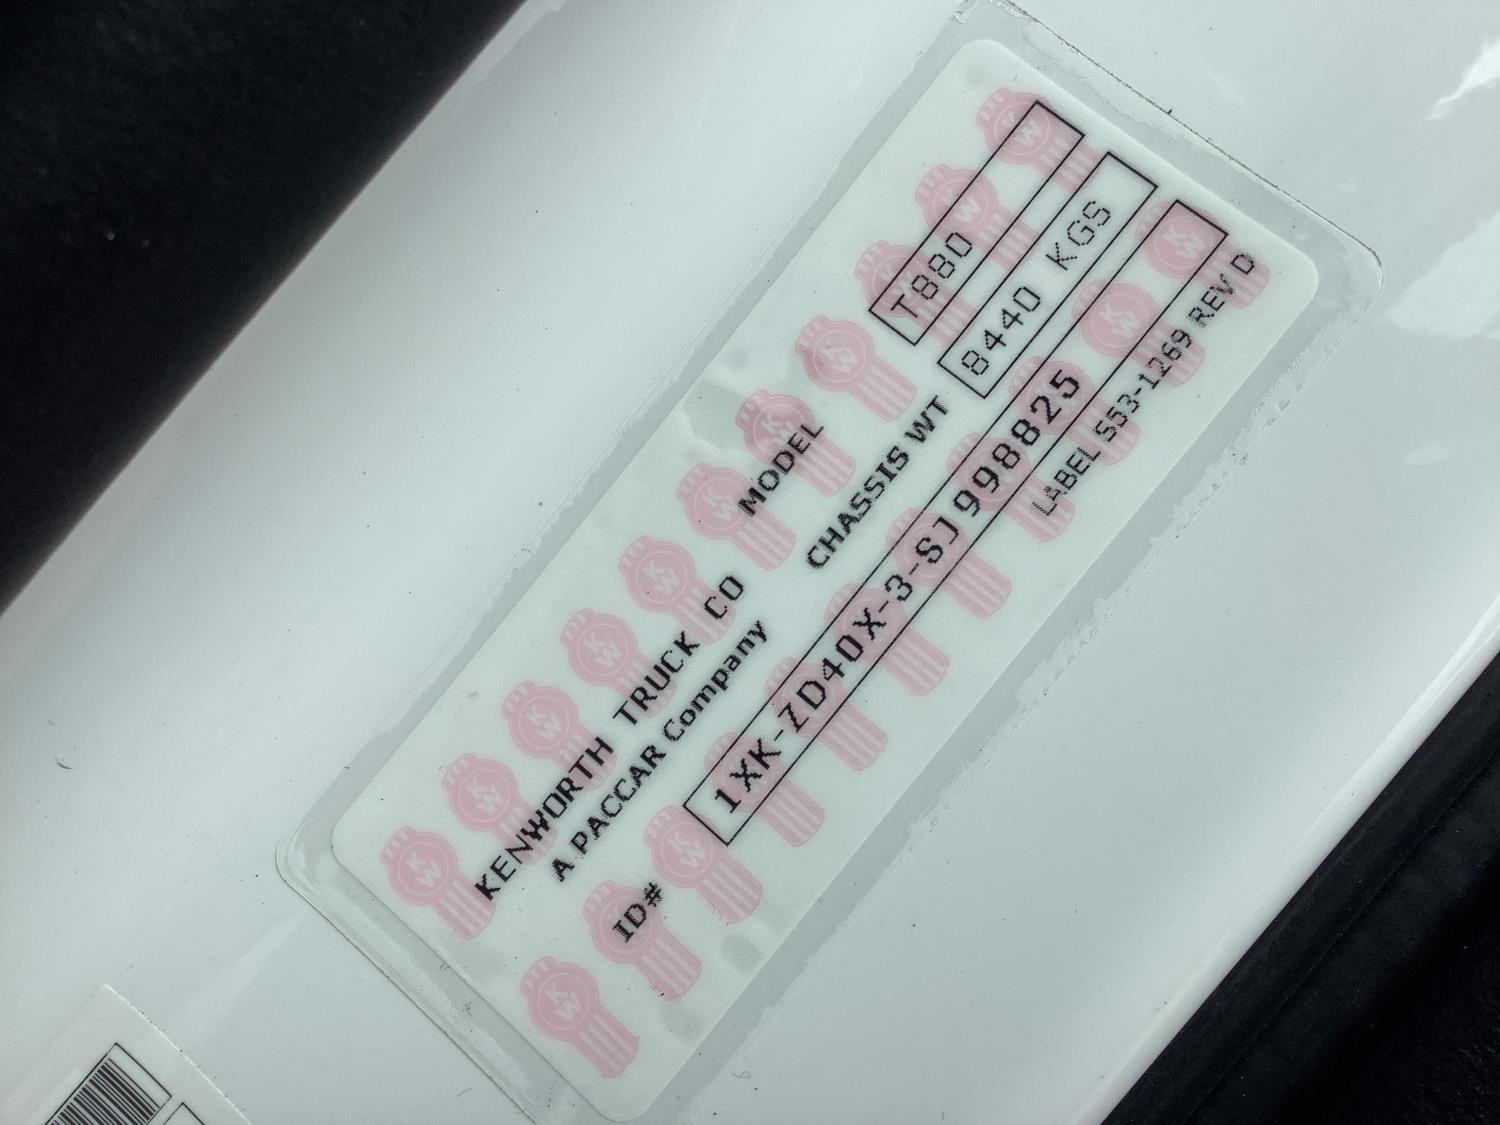 KENWORTH TRUCK CO
A PACCAR Company
MODEL T880
CHASSIS WT 8440 KGS
ID# 1XK-ZD40X-3-SJ998825
LABEL S53-1269 REV D